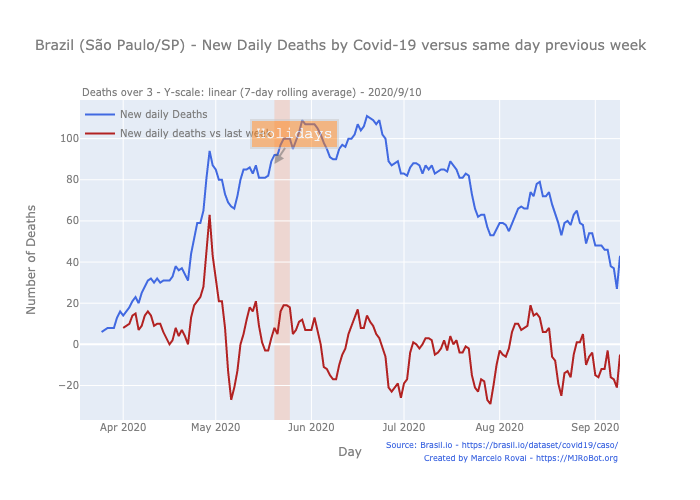 Brazil (São Paulo/SP) - New Daily Deaths by Covid-19 versus same day previous week
Deaths over 3 - Y-scale: linear (7-day rolling average) - 2020/9/10
New daily Deaths
New daily deaths vs last week
Holidays
100
80
60
40
20
0
−20
Number of Deaths
Apr 2020
May 2020
Jun 2020
Jul 2020
Aug 2020
Sep 2020
Day
Source: Brasil.io - https://brasil.io/dataset/covid19/caso/
Created by Marcelo Rovai - https://MJRoBot.org